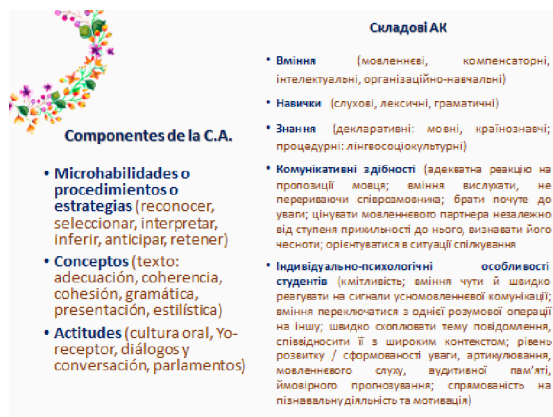 Componentes de la C.A.
• Microhabilidades o
procedimientos o
estrategias (reconocer,
seleccionar, interpretar,
inferir, anticipar, retener)
• Conceptos (texto:
adecuación, coherencia,
cohesión, gramática,
presentación, estilística)
• Actitudes (cultura oral, Yo-
receptor, diálogos y
conversación, parlamentos)
Складові АК
• Вміння (мовленнєві, компенсаторні,
інтелектуальні, організаційно-навчальні)
• Навички (слухові, лексичні, граматичні)
• Знання (декларативні: мовні, країнознавчі;
процедурні: лінгвосоціокультурні)
• Комунікативні здібності (адекватна реакцію на
пропозиції мовця; вміння вислухати, не
перериваючи співрозмовника; брати почуте до
уваги; цінувати мовленнєвого партнера незалежно
від ступеня прихильності до нього, визнавати його
чесноти; орієнтуватися в ситуації спілкування
• Індивідуально-психологічні особливості
студентів (кмітливість; вміння чути й швидко
реагувати на сигнали усномовленнєвої комунікації;
вміння переключатися з однієї розумової операції
на іншу; швидко схоплювати тему повідомлення,
співвідносити її з широким контекстом; рівень
розвитку / сформованості уваги, артикулювання,
мовленнєвого слуху, аудитивної пам'яті,
ймовірного прогнозування; спрямованість на
пізнавальну діяльність та мотивація)